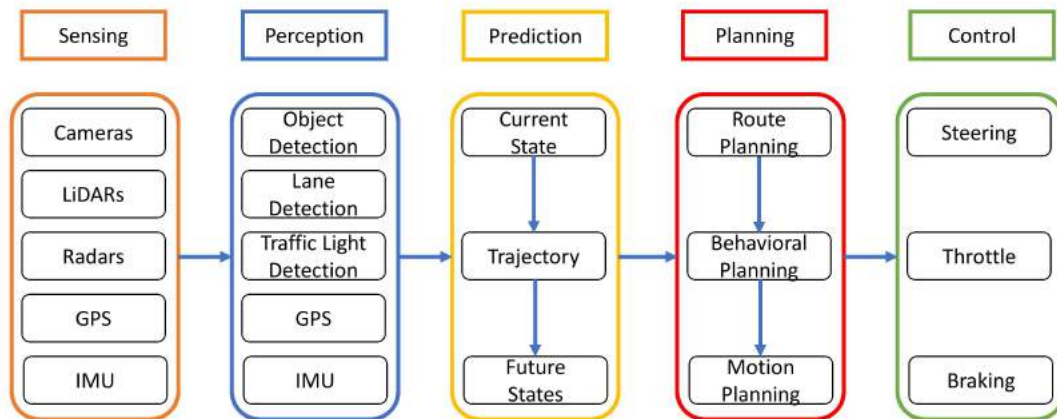 Sensing
Perception
Prediction
Planning
Control
Cameras
LiDARs
Radars
GPS
IMU
Object
Detection
Lane
Detection
Traffic Light
Detection
GPS
IMU
Current
State
Trajectory
Future
States
Route
Planning
Behavioral
Planning
Motion
Planning
Steering
Throttle
Braking